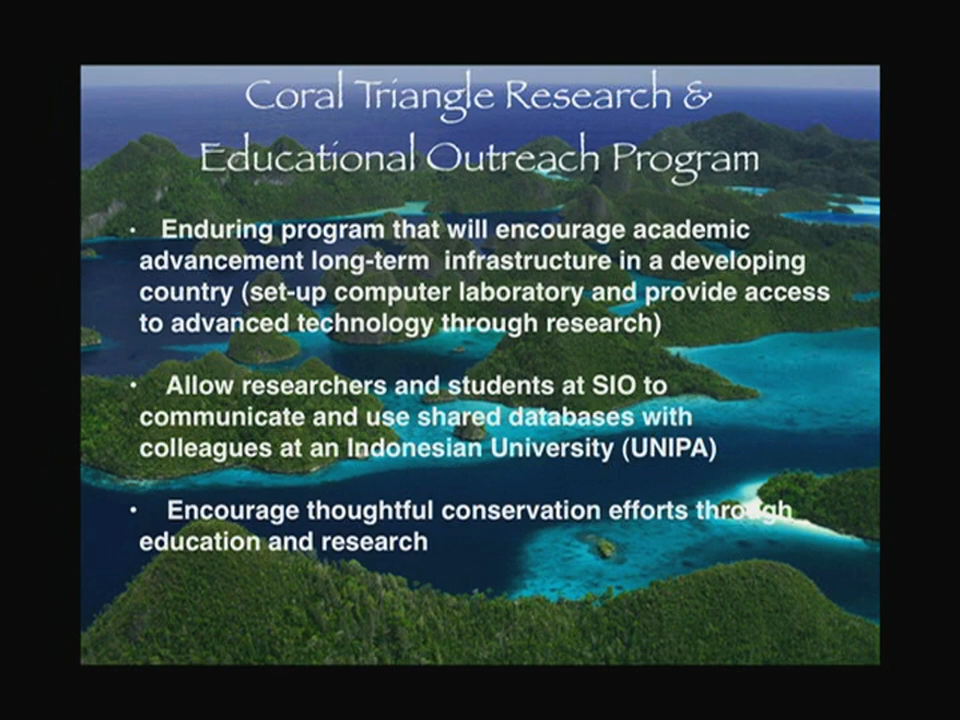 Coral Triangle Research &
Educational Outreach Program
• Enduring program that will encourage academic
advancement long-term infrastructure in a developing
country (set-up computer laboratory and provide access
to advanced technology through research)
• Allow researchers and students at SIO to
communicate and use shared databases with
colleagues at an Indonesian University (UNIPA)
• Encourage thoughtful conservation efforts through
education and research